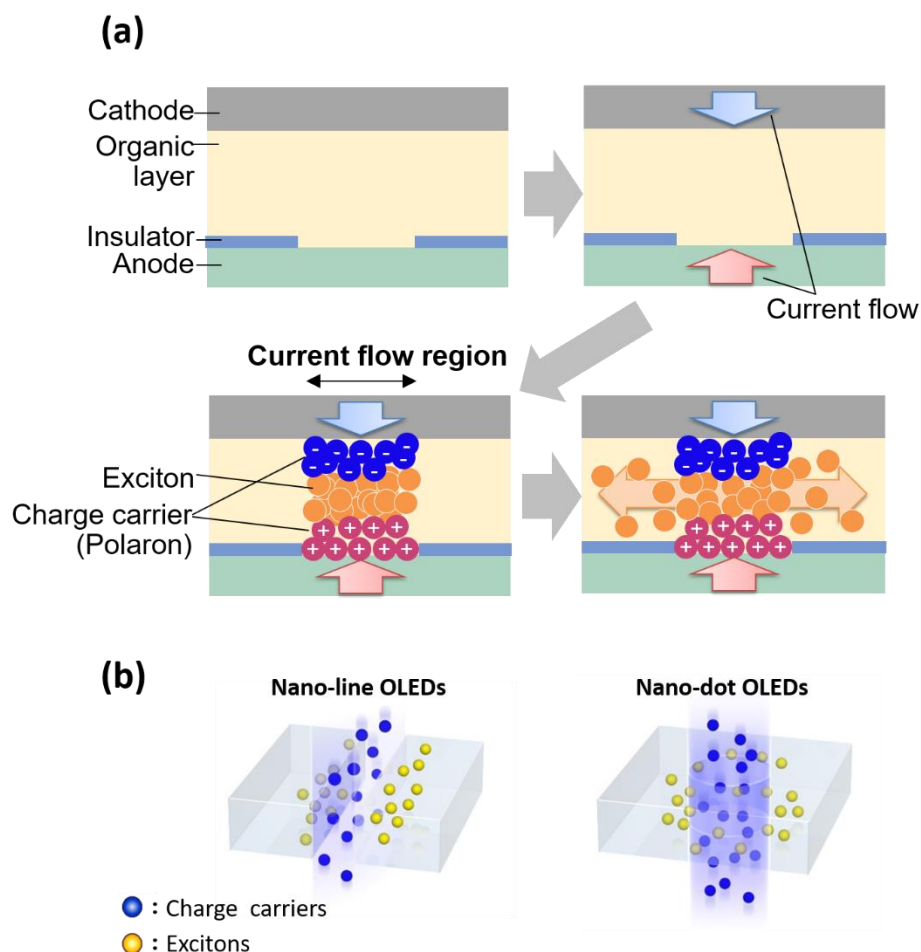 (a)
Cathode
Organic
layer
Insulator
Anode
Current flow
Current flow region
Exciton
Charge carrier
(Polaron)
(b)
Nano-line OLEDs
Nano-dot OLEDs
: Charge carriers
: Excitons